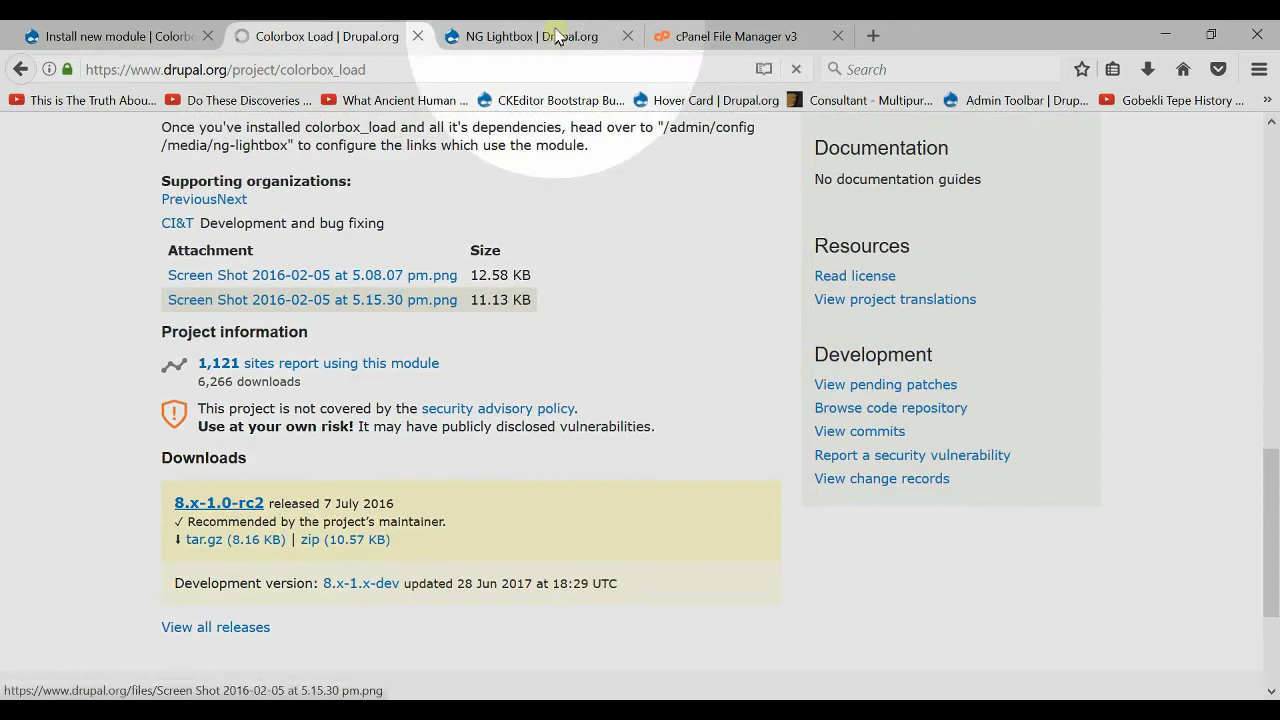 Install new module | Colorbo
Colorbox Load | Drupal.org
NG Lightbox | Drupal.org
cP cPanel File Manager v3
https://www.drupal.org/project/colorbox_load
Search
This is The Truth Abou...
Do These Discoveries ...
What Ancient Human ...
CKEditor Bootstrap Bu...
Hover Card | Drupal.org
Consultant - Multipur...
Admin Toolbar | Drup...
Gobekli Tepe History ...
Once you've installed colorbox_load and all it's dependencies, head over to "/admin/config
/media/ng-lightbox" to configure the links which use the module.
Supporting organizations:
PreviousNext
CI&T Development and bug fixing
Attachment Size
Screen Shot 2016-02-05 at 5.08.07 pm.png 12.58 KB
Screen Shot 2016-02-05 at 5.15.30 pm.png 11.13 KB
Project information
1,121 sites report using this module
6,266 downloads
This project is not covered by the security advisory policy.
Use at your own risk! It may have publicly disclosed vulnerabilities.
Downloads
8.x-1.0-rc2 released 7 July 2016
✓ Recommended by the project's maintainer.
⬇ tar.gz (8.16 KB) | zip (10.57 KB)
Development version: 8.x-1.x-dev updated 28 Jun 2017 at 18:29 UTC
View all releases
Documentation
No documentation guides
Resources
Read license
View project translations
Development
View pending patches
Browse code repository
View commits
Report a security vulnerability
View change records
https://www.drupal.org/files/Screen Shot 2016-02-05 at 5.15.30 pm.png